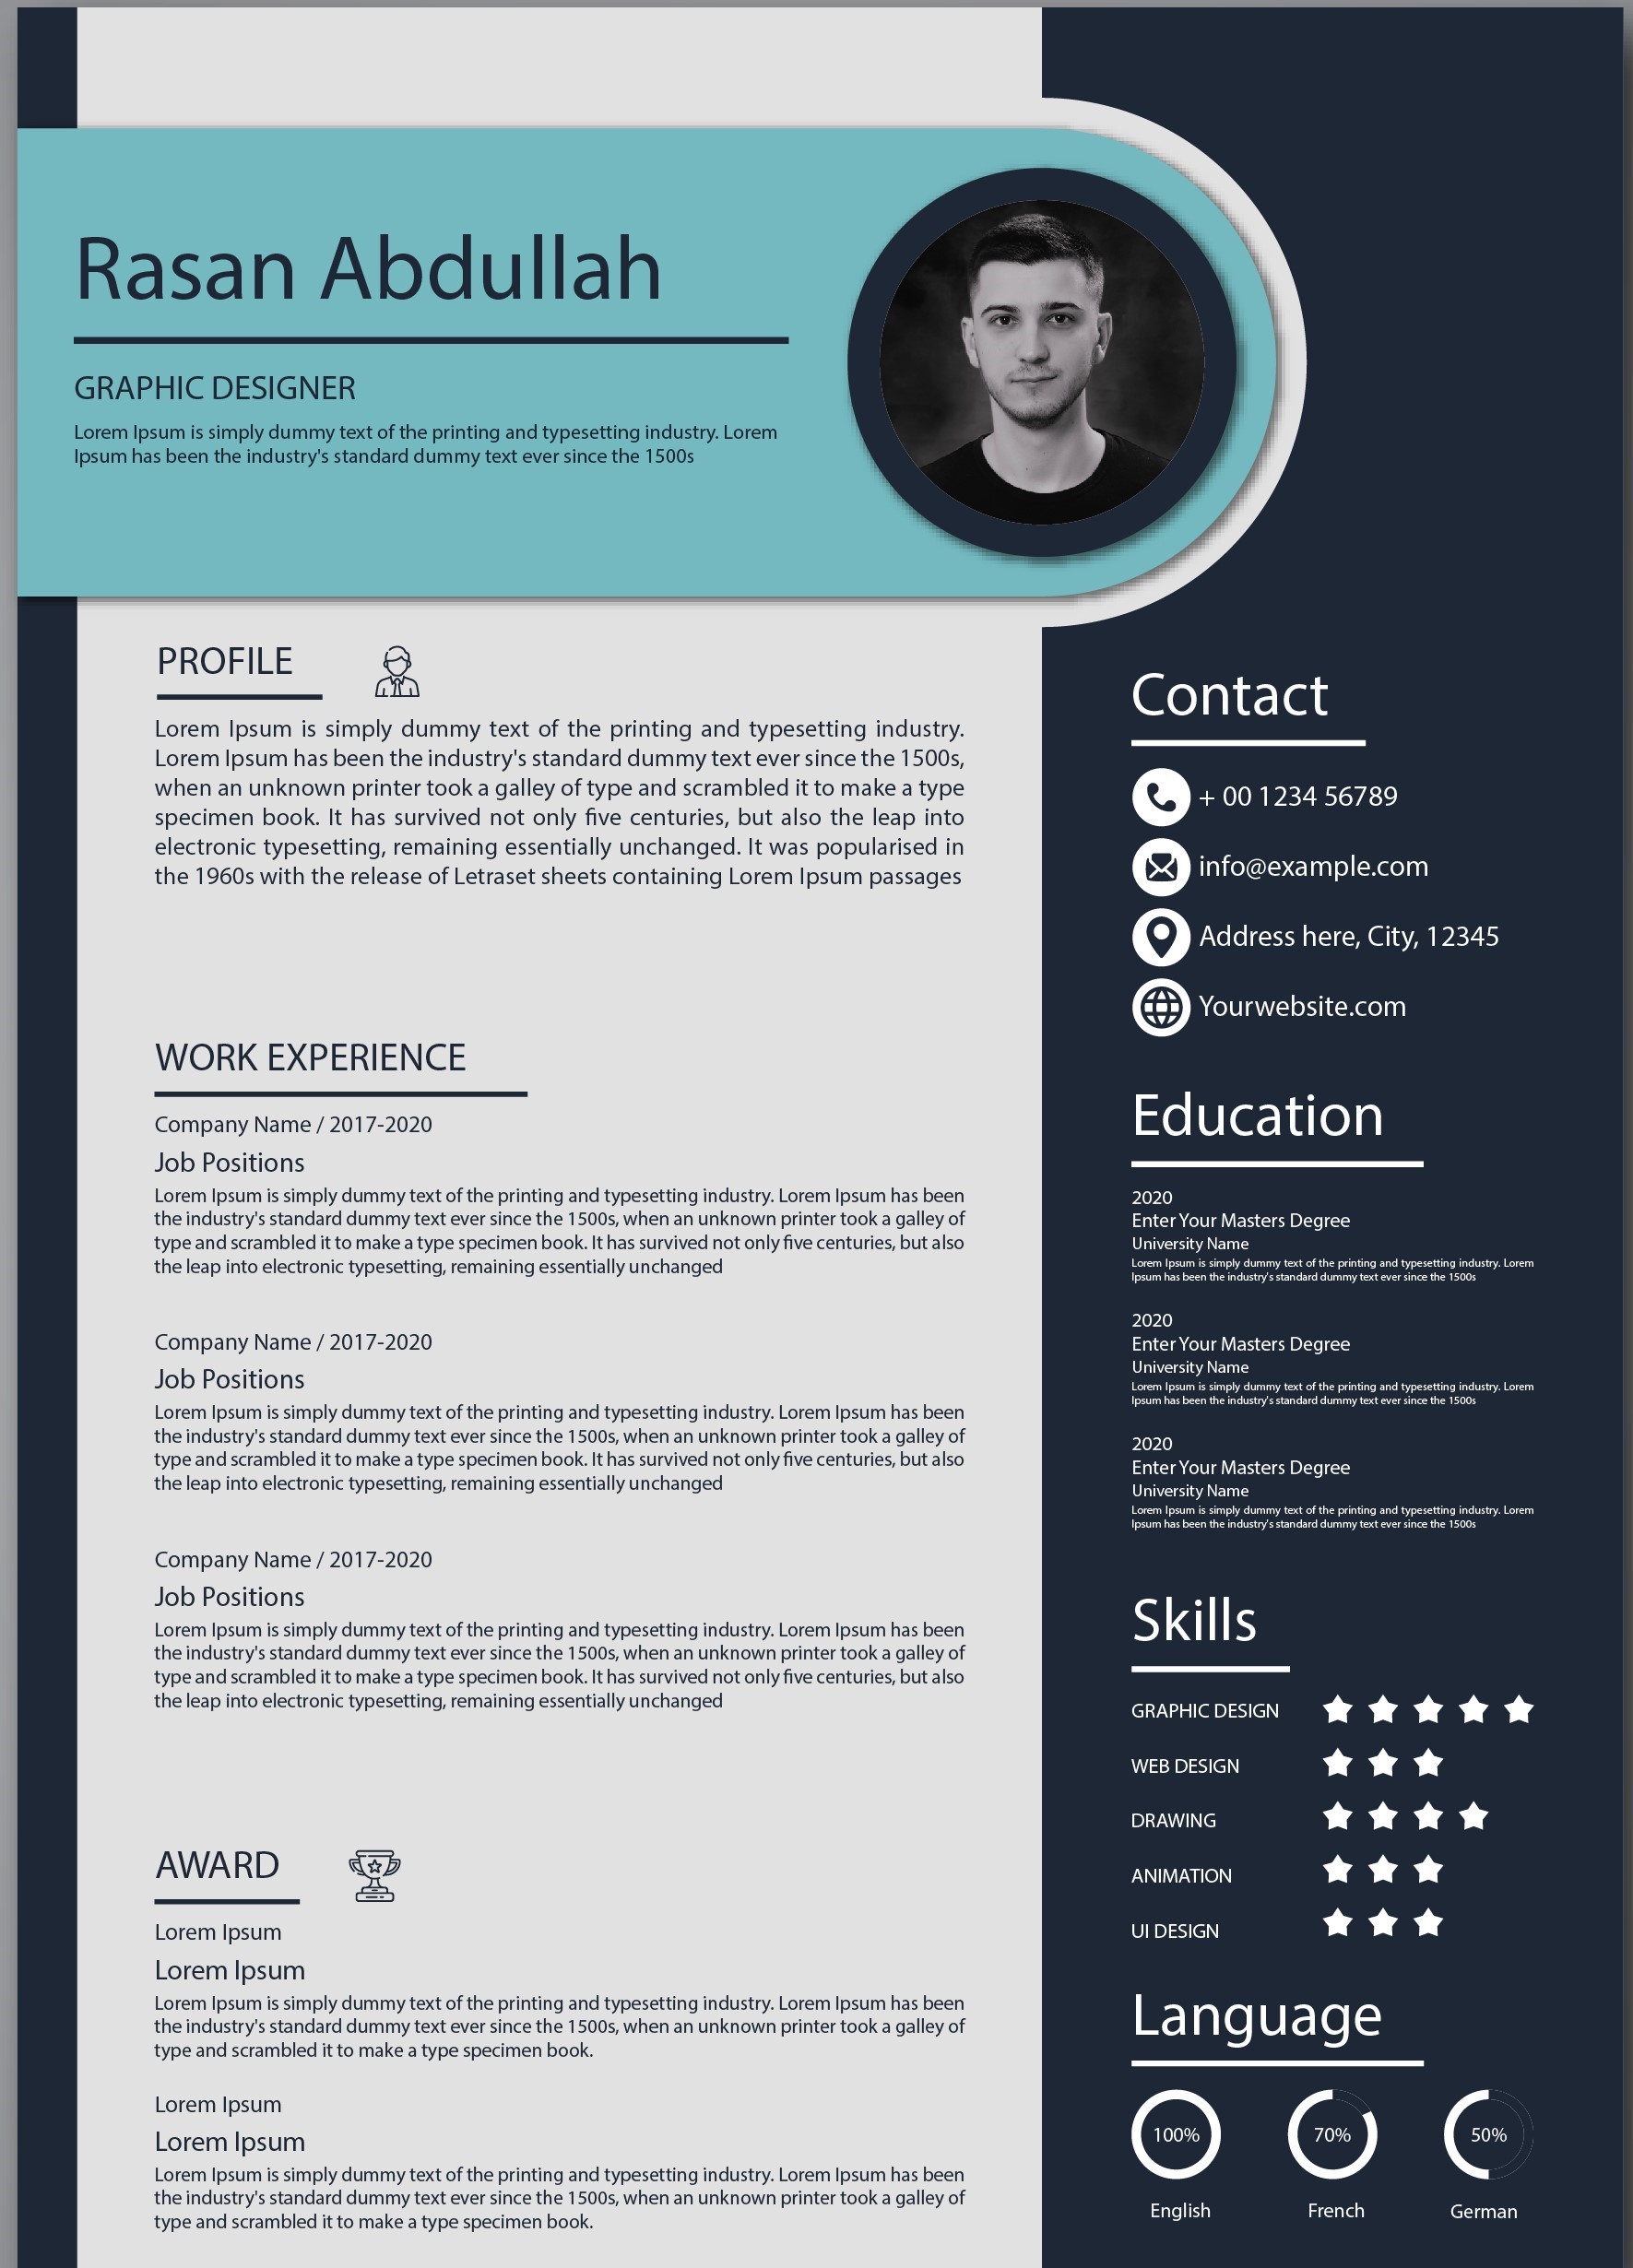 Rasan Abdullah
GRAPHIC DESIGNER
Lorem Ipsum is simply dummy text of the printing and typesetting industry. Lorem
Ipsum has been the industry's standard dummy text ever since the 1500s
PROFILE
Lorem Ipsum is simply dummy text of the printing and typesetting industry.
Lorem Ipsum has been the industry's standard dummy text ever since the 1500s,
when an unknown printer took a galley of type and scrambled it to make a type
specimen book. It has survived not only five centuries, but also the leap into
electronic typesetting, remaining essentially unchanged. It was popularised in
the 1960s with the release of Letraset sheets containing Lorem Ipsum passages
WORK EXPERIENCE
Company Name / 2017-2020
Job Positions
Lorem Ipsum is simply dummy text of the printing and typesetting industry. Lorem Ipsum has been
the industry's standard dummy text ever since the 1500s, when an unknown printer took a galley of
type and scrambled it to make a type specimen book. It has survived not only five centuries, but also
the leap into electronic typesetting, remaining essentially unchanged
Company Name / 2017-2020
Job Positions
Lorem Ipsum is simply dummy text of the printing and typesetting industry. Lorem Ipsum has been
the industry's standard dummy text ever since the 1500s, when an unknown printer took a galley of
type and scrambled it to make a type specimen book. It has survived not only five centuries, but also
the leap into electronic typesetting, remaining essentially unchanged
Company Name / 2017-2020
Job Positions
Lorem Ipsum is simply dummy text of the printing and typesetting industry. Lorem Ipsum has been
the industry's standard dummy text ever since the 1500s, when an unknown printer took a galley of
type and scrambled it to make a type specimen book. It has survived not only five centuries, but also
the leap into electronic typesetting, remaining essentially unchanged
AWARD
Lorem Ipsum
Lorem Ipsum
Lorem Ipsum is simply dummy text of the printing and typesetting industry. Lorem Ipsum has been
the industry's standard dummy text ever since the 1500s, when an unknown printer took a galley of
type and scrambled it to make a type specimen book.
Lorem Ipsum
Lorem Ipsum
Lorem Ipsum is simply dummy text of the printing and typesetting industry. Lorem Ipsum has been
the industry's standard dummy text ever since the 1500s, when an unknown printer took a galley of
type and scrambled it to make a type specimen book.
Contact
+ 00 1234 56789
info@example.com
Address here, City, 12345
Yourwebsite.com
Education
2020
Enter Your Masters Degree
University Name
Lorem Ipsum is simply dummy text of the printing and typesetting industry. Lorem
Ipsum has been the industry's standard dummy text ever since the 1500s
2020
Enter Your Masters Degree
University Name
Lorem Ipsum is simply dummy text of the printing and typesetting industry. Lorem
Ipsum has been the industry's standard dummy text ever since the 1500s
2020
Enter Your Masters Degree
University Name
Lorem Ipsum is simply dummy text of the printing and typesetting industry. Lorem
Ipsum has been the industry's standard dummy text ever since the 1500s
Skills
GRAPHIC DESIGN
WEB DESIGN
DRAWING
ANIMATION
UI DESIGN
Language
100% 70% 50%
English French German